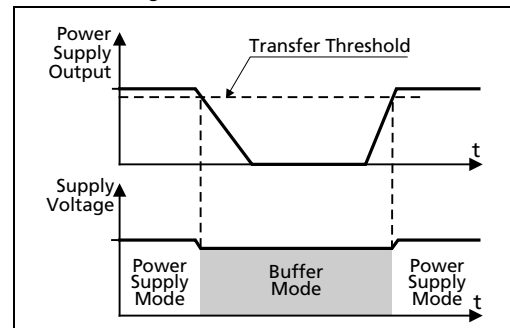 Power
Supply
Output
Transfer Threshold
t
Supply
Voltage
Power
Supply
Mode
Buffer
Mode
Power
Supply
Mode
t